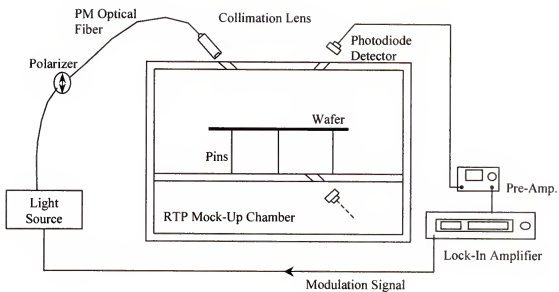 PM Optical
Fiber
Collimation Lens
Photodiode
Detector
Polarizer
Wafer
Pins
Pre-Amp.
Light
Source
RTP Mock-Up Chamber
Lock-In Amplifier
Modulation Signal